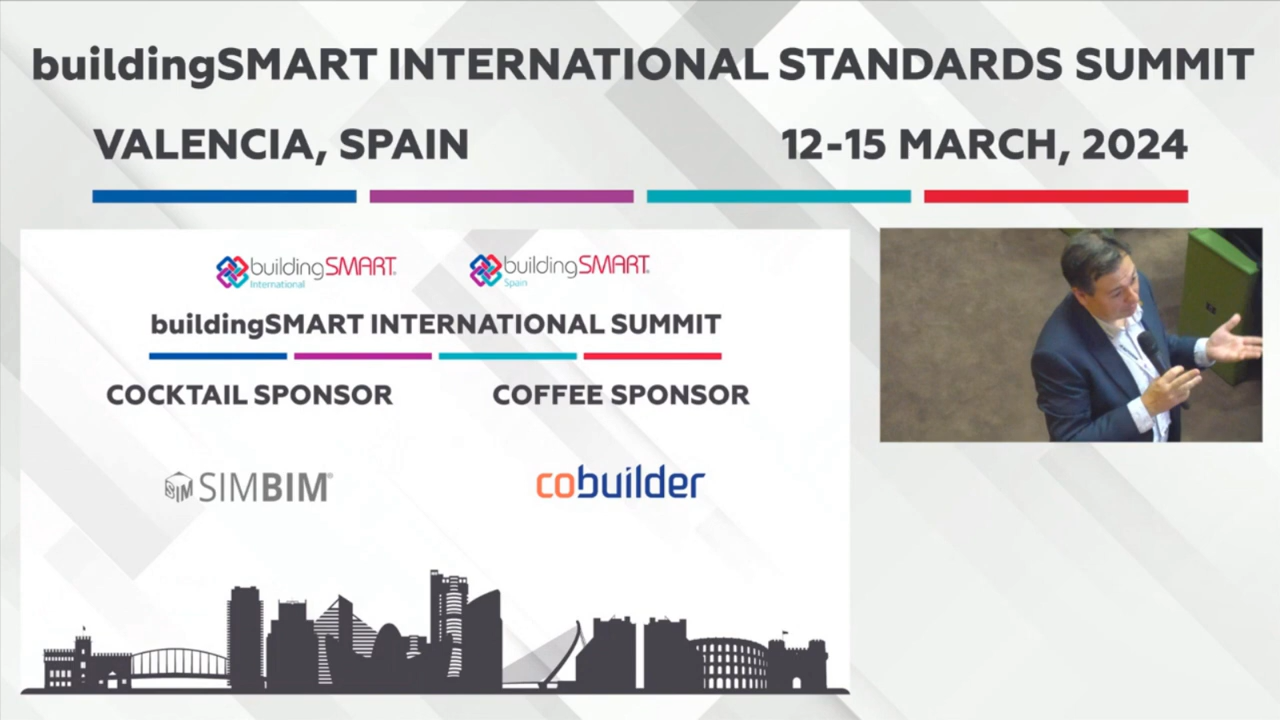 buildingSMART INTERNATIONAL STANDARDS SUMMIT
VALENCIA, SPAIN
12-15 MARCH, 2024
buildingSMART®
International
buildingSMART®
Spain
buildingSMART INTERNATIONAL SUMMIT
COCKTAIL SPONSOR
COFFEE SPONSOR
SIM SIMBIM®
cobuilder